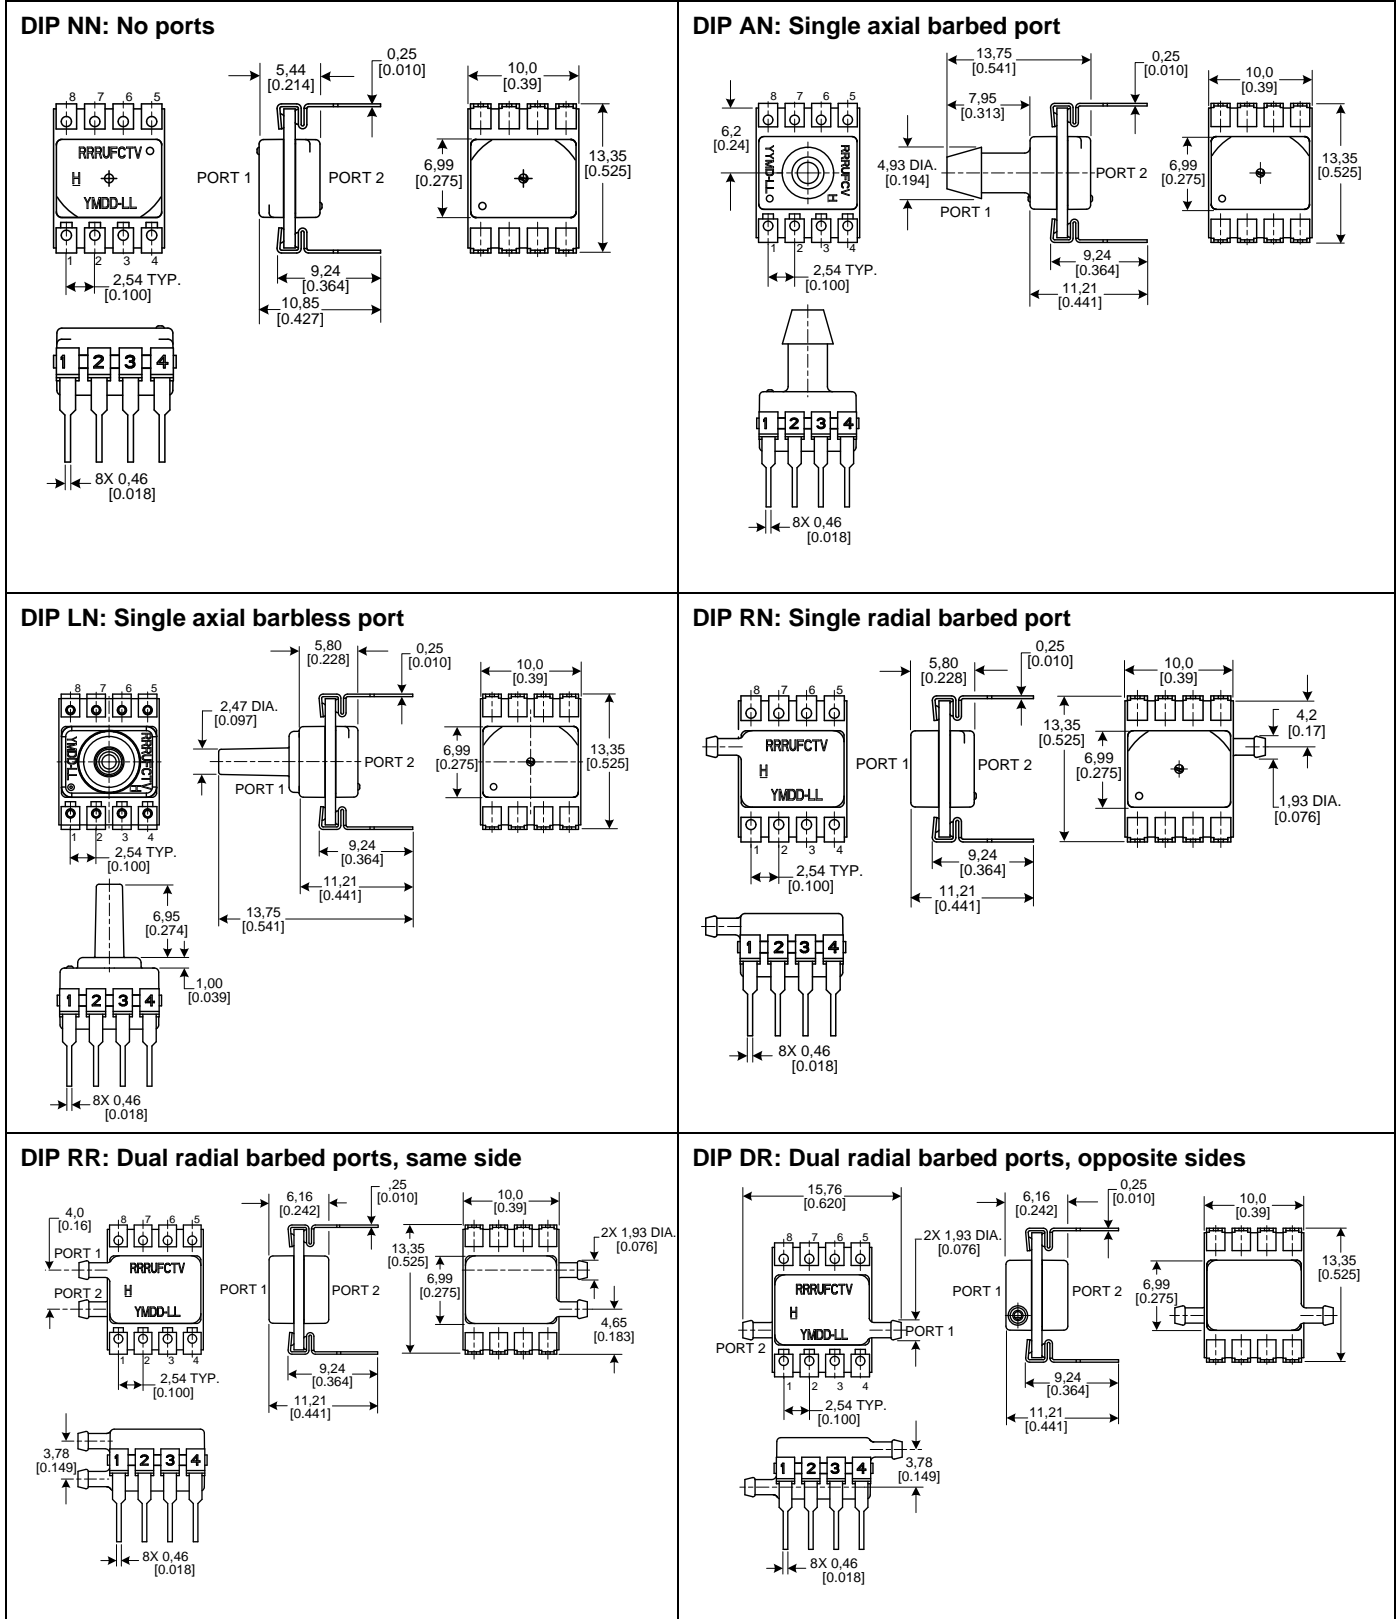 DIP NN: No ports
5,44
[0.214]
0,25
[0.010]
10,0
[0.39]
8 7 6 5
RRRUFCTV
H
YMDD-LL
1 2 3 4
PORT 1
PORT 2
6,99
[0.275]
13,35
[0.525]
2,54 TYP.
[0.100]
9,24
[0.364]
10,85
[0.427]
1 2 3 4
8X 0,46
[0.018]
DIP AN: Single axial barbed port
13,75
[0.541]
0,25
[0.010]
7,95
[0.313]
10,0
[0.39]
8 7 6 5
6,2
[0.24]
YYMD-LL
RRRUFCV
H
1 2 3 4
4,93 DIA.
[0.194]
PORT 1
PORT 2
6,99
[0.275]
13,35
[0.525]
2,54 TYP.
[0.100]
9,24
[0.364]
11,21
[0.441]
1 2 3 4
8X 0,46
[0.018]
DIP LN: Single axial barbless port
5,80
[0.228]
0,25
[0.010]
10,0
[0.39]
8 7 6 5
2,47 DIA.
[0.097]
YMDD-LL
RRRUFCTV
H
1 2 3 4
PORT 1
PORT 2
6,99
[0.275]
13,35
[0.525]
2,54 TYP.
[0.100]
9,24
[0.364]
11,21
[0.441]
13,75
[0.541]
6,95
[0.274]
1,00
[0.039]
1 2 3 4
8X 0,46
[0.018]
DIP RN: Single radial barbed port
5,80
[0.228]
0,25
[0.010]
10,0
[0.39]
8 7 6 5
RRRUFCTV
H
YMDD-LL
1 2 3 4
PORT 1
PORT 2
13,35
[0.525]
6,99
[0.275]
4,2
[0.17]
1,93 DIA.
[0.076]
2,54 TYP.
[0.100]
9,24
[0.364]
11,21
[0.441]
1 2 3 4
8X 0,46
[0.018]
DIP RR: Dual radial barbed ports, same side
4,0
[0.16]
6,16
[0.242]
,25
[0.010]
10,0
[0.39]
8 7 6 5
PORT 1
PORT 2
RRRUFCTV
H
YMDD-LL
1 2 3 4
PORT 1
PORT 2
13,35
[0.525]
6,99
[0.275]
2X 1,93 DIA.
[0.076]
4,65
[0.183]
2,54 TYP.
[0.100]
9,24
[0.364]
11,21
[0.441]
3,78
[0.149]
1 2 3 4
8X 0,46
[0.018]
DIP DR: Dual radial barbed ports, opposite sides
15,76
[0.620]
6,16
[0.242]
0,25
[0.010]
10,0
[0.39]
8 7 6 5
2X 1,93 DIA.
[0.076]
RRRUFCTV
H
YMDD-LL
PORT 2
PORT 1
1 2 3 4
PORT 1
PORT 2
6,99
[0.275]
13,35
[0.525]
2,54 TYP.
[0.100]
9,24
[0.364]
11,21
[0.441]
3,78
[0.149]
1 2 3 4
8X 0,46
[0.018]